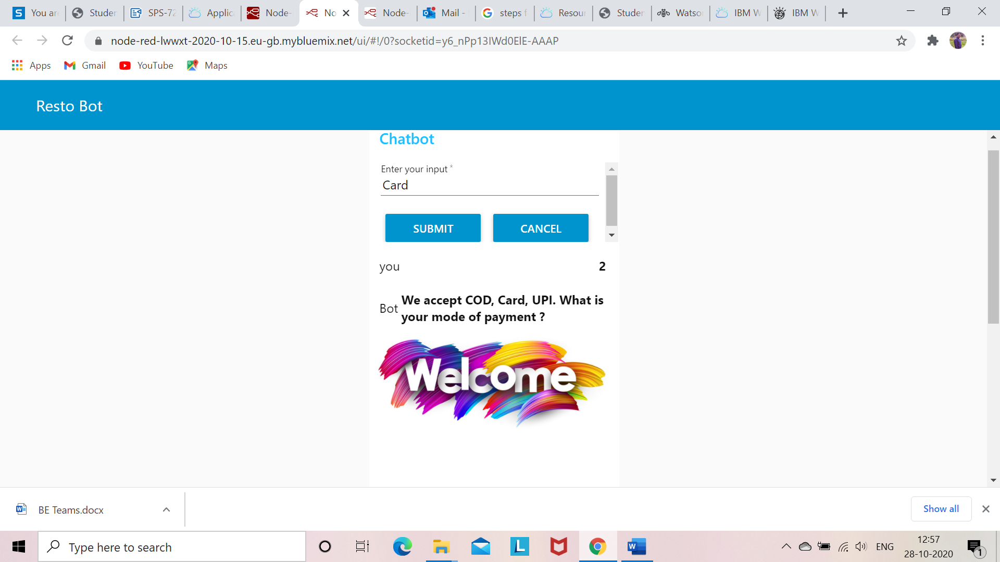 You ar
Studer
SPS-72
Applica
Node-
No
Node-
Mail -
steps f
Resour
Studer
Watso
IBM W
IBM W
node-red-lwwxt-2020-10-15.eu-gb.mybluemix.net/ui/#!/0?socketid=y6_nPp13IWd0ElE-AAAP
Apps
Gmail
YouTube
Maps
Resto Bot
Chatbot
Enter your input *
Card
SUBMIT
CANCEL
you
2
Bot
We accept COD, Card, UPI. What is
your mode of payment ?
Welcome
BE Teams.docx
Show all
Type here to search
ENG
12:57
28-10-2020
1